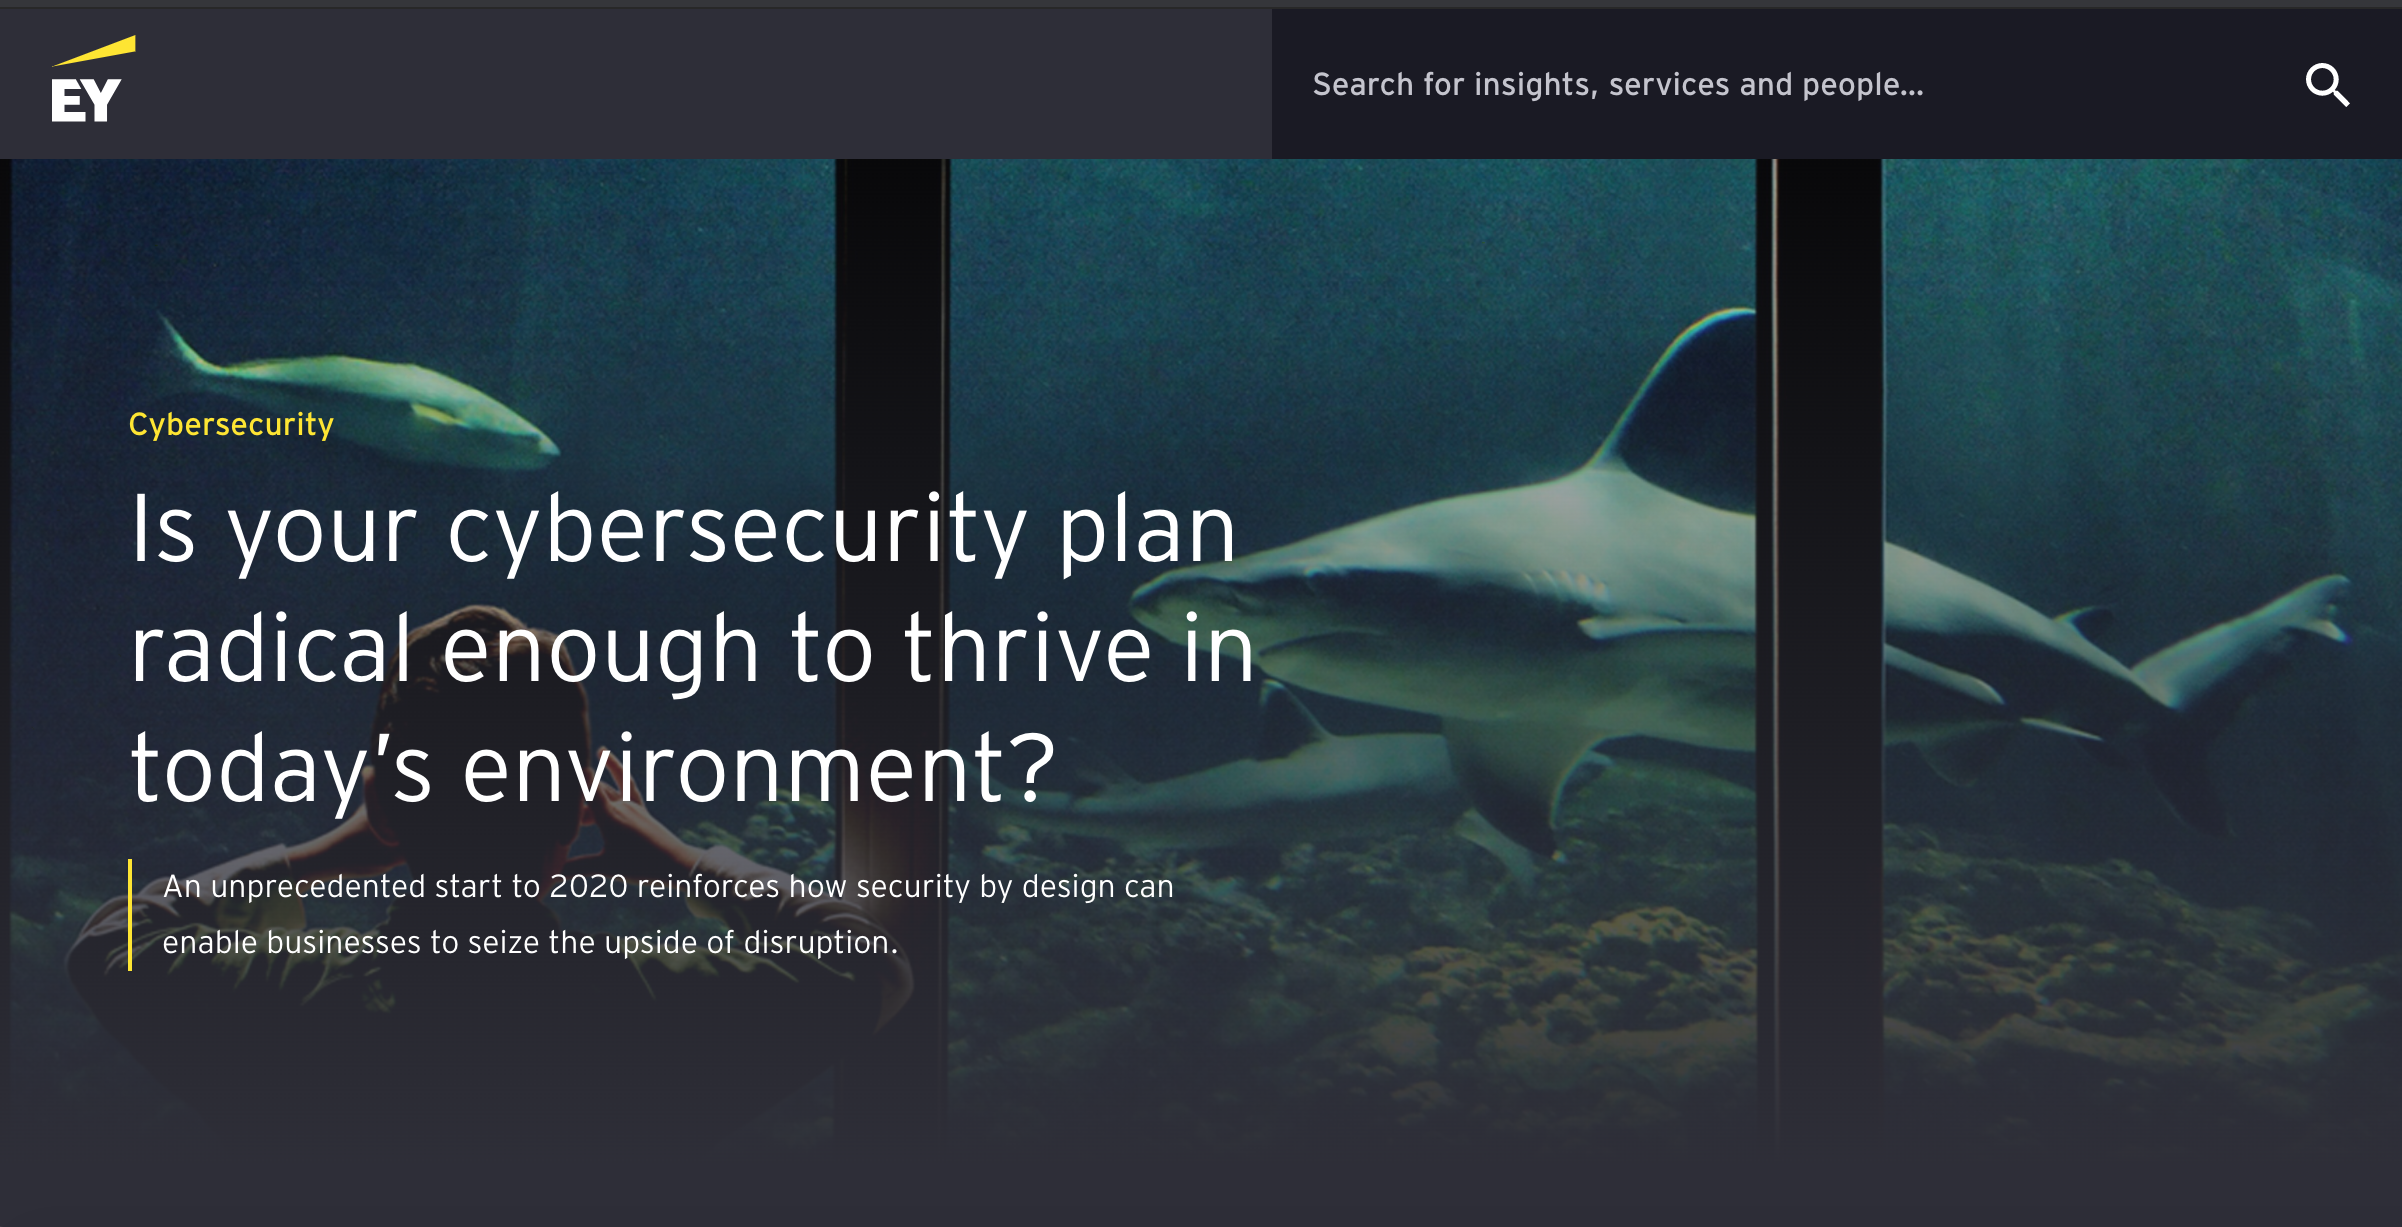 EY
Search for insights, services and people...
Cybersecurity
Is your cybersecurity plan
radical enough to thrive in
today's environment?
An unprecedented start to 2020 reinforces how security by design can
enable businesses to seize the upside of disruption.